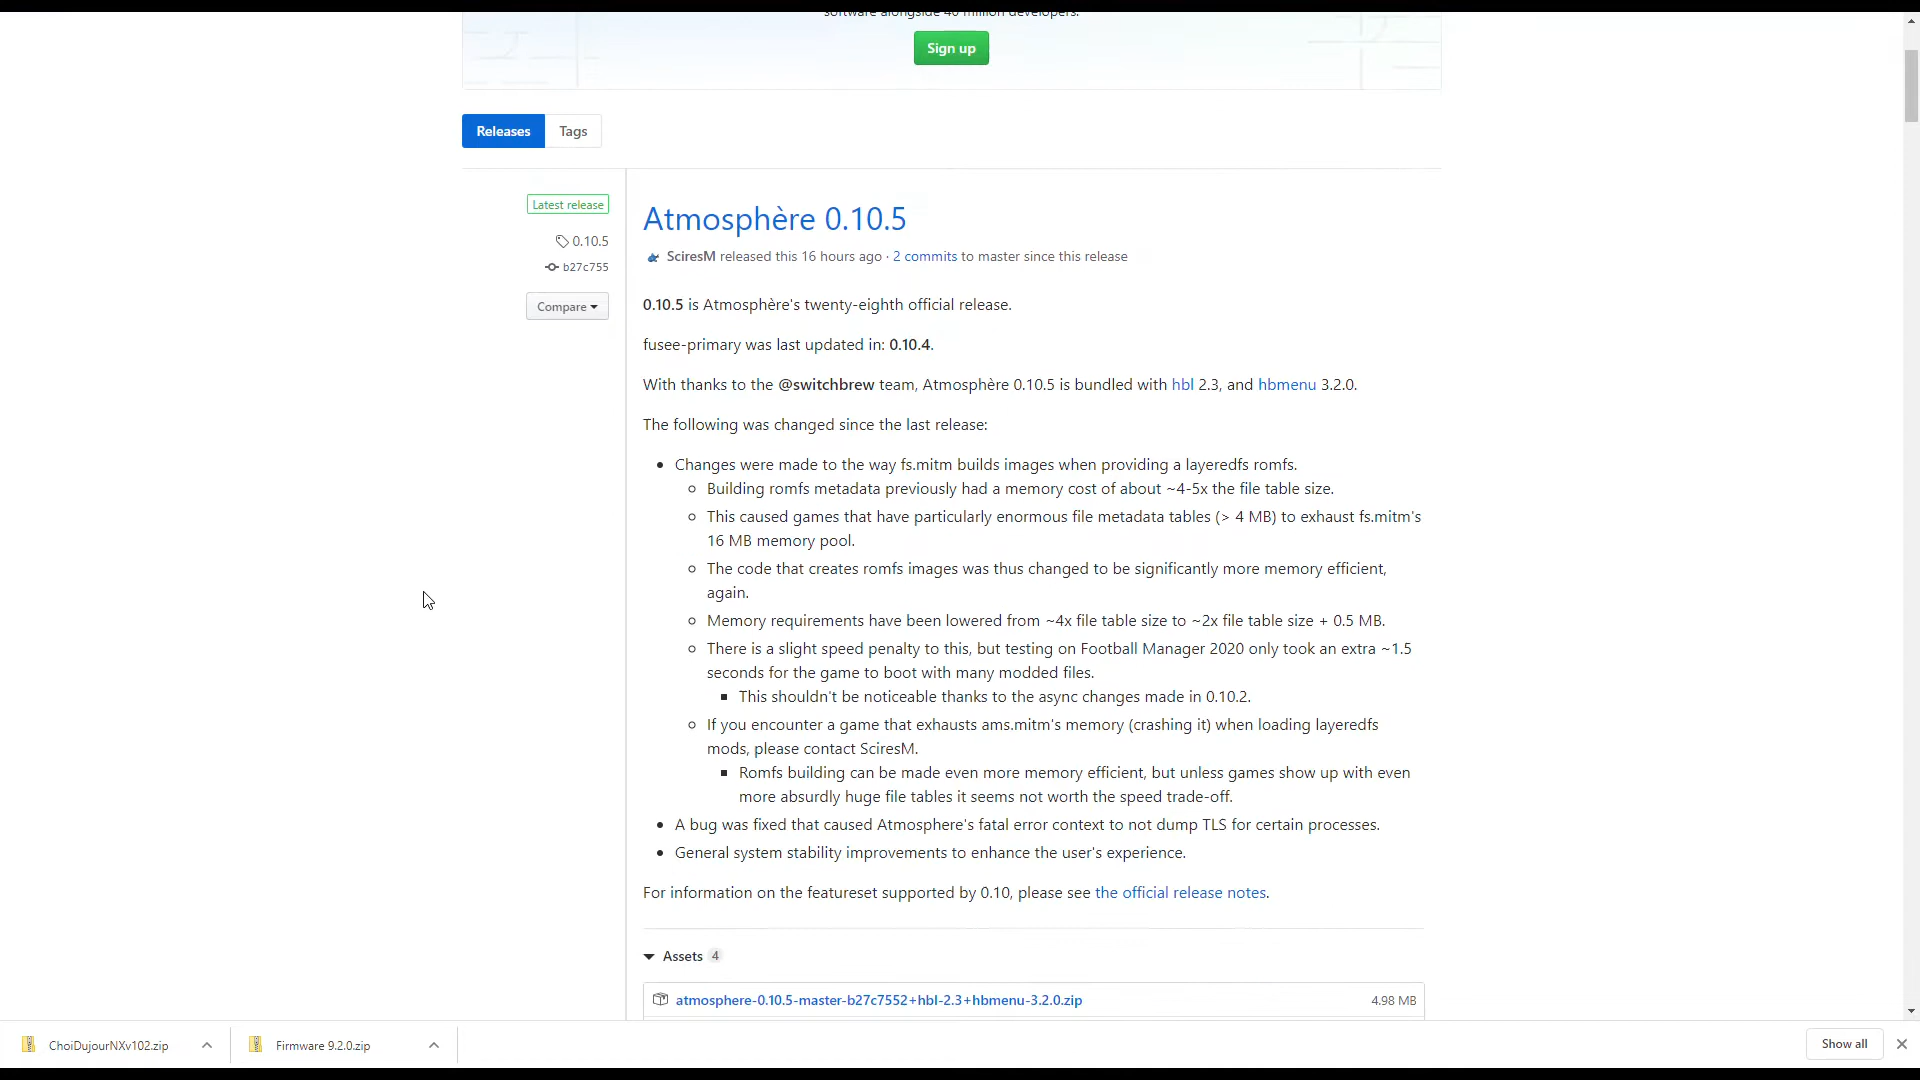 software alongside 40 million developers.
Sign up
Releases
Tags
Latest release
0.10.5
b27c755
Compare
Atmosphère 0.10.5
SciresM released this 16 hours ago · 2 commits to master since this release
0.10.5 is Atmosphère's twenty-eighth official release.
fusee-primary was last updated in: 0.10.4.
With thanks to the @switchbrew team, Atmosphère 0.10.5 is bundled with hbl 2.3, and hbmenu 3.2.0.
The following was changed since the last release:
Changes were made to the way fs.mitm builds images when providing a layeredfs romfs.
Building romfs metadata previously had a memory cost of about ~4-5x the file table size.
This caused games that have particularly enormous file metadata tables (> 4 MB) to exhaust fs.mitm's
16 MB memory pool.
The code that creates romfs images was thus changed to be significantly more memory efficient,
again.
Memory requirements have been lowered from ~4x file table size to ~2x file table size + 0.5 MB.
There is a slight speed penalty to this, but testing on Football Manager 2020 only took an extra ~1.5
seconds for the game to boot with many modded files.
This shouldn't be noticeable thanks to the async changes made in 0.10.2.
If you encounter a game that exhausts ams.mitm's memory (crashing it) when loading layeredfs
mods, please contact SciresM.
Romfs building can be made even more memory efficient, but unless games show up with even
more absurdly huge file tables it seems not worth the speed trade-off.
A bug was fixed that caused Atmosphere's fatal error context to not dump TLS for certain processes.
General system stability improvements to enhance the user's experience.
For information on the featureset supported by 0.10, please see the official release notes.
Assets 4
atmosphere-0.10.5-master-b27c7552+hbl-2.3+hbmenu-3.2.0.zip 4.98 MB
ChoiDujourNXv102.zip
Firmware 9.2.0.zip
Show all